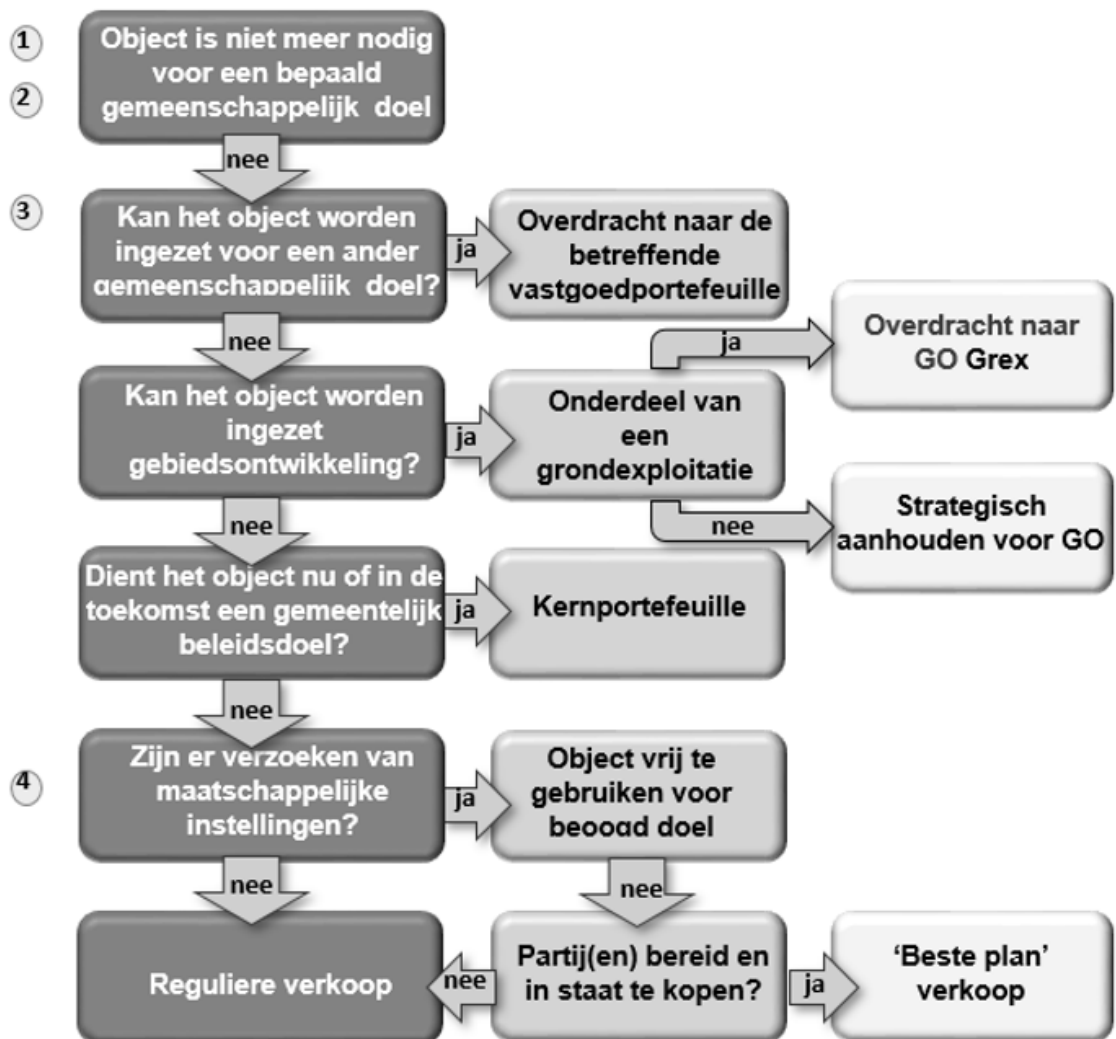 1
Object is niet meer nodig
voor een bepaald
2
gemeenschappelijk doel
nee
3
Kan het object worden
ingezet voor een ander
gemeenschappelijk doel?
ja
Overdracht naar de
betreffende
vastgoedportefeuille
nee
Kan het object worden
ingezet
gebiedsontwikkeling?
ja
Onderdeel van
een
grondexploitatie
ja
Overdracht naar
GO Grex
nee
Strategisch
aanhouden voor GO
nee
Dient het object nu of in de
toekomst een gemeentelijk
beleidsdoel?
ja
Kernportefeuille
nee
4
Zijn er verzoeken van
maatschappelijke
instellingen?
ja
Object vrij te
gebruiken voor
beoogd doel
nee
nee
Reguliere verkoop
nee
Partij(en) bereid en
in staat te kopen?
ja
‘Beste plan’
verkoop